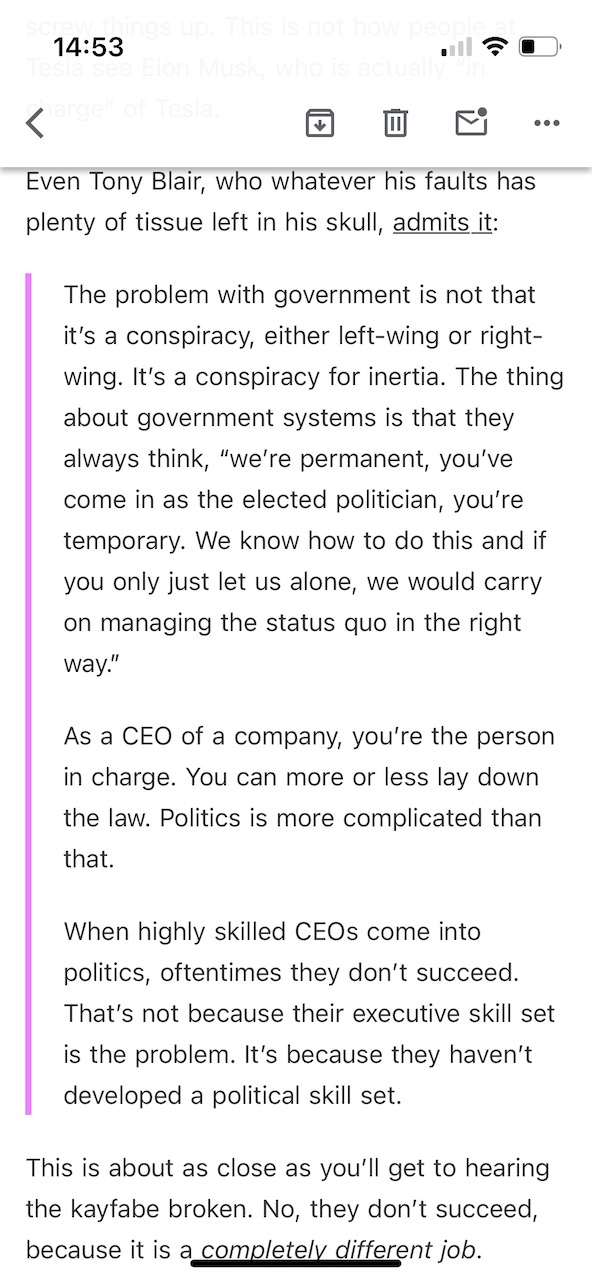 screw things up. This is not how people at
14:53
Tesla see Elon Musk, who is actually “in
charge” of Tesla.
Even Tony Blair, who whatever his faults has
plenty of tissue left in his skull, admits it:
The problem with government is not that
it’s a conspiracy, either left-wing or right-
wing. It’s a conspiracy for inertia. The thing
about government systems is that they
always think, “we’re permanent, you’ve
come in as the elected politician, you’re
temporary. We know how to do this and if
you only just let us alone, we would carry
on managing the status quo in the right
way.”
As a CEO of a company, you’re the person
in charge. You can more or less lay down
the law. Politics is more complicated than
that.
When highly skilled CEOs come into
politics, oftentimes they don’t succeed.
That’s not because their executive skill set
is the problem. It’s because they haven’t
developed a political skill set.
This is about as close as you’ll get to hearing
the kayfabe broken. No, they don’t succeed,
because it is a completely different job.